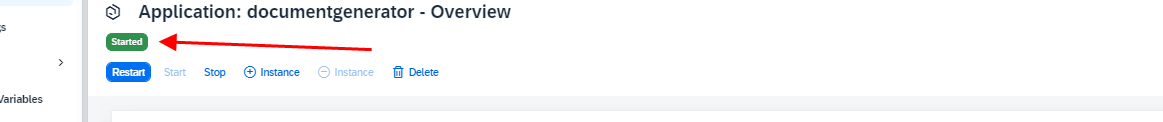 Application: documentgenerator - Overview
gs
Started
Restart Start Stop Instance Instance Delete
Variables